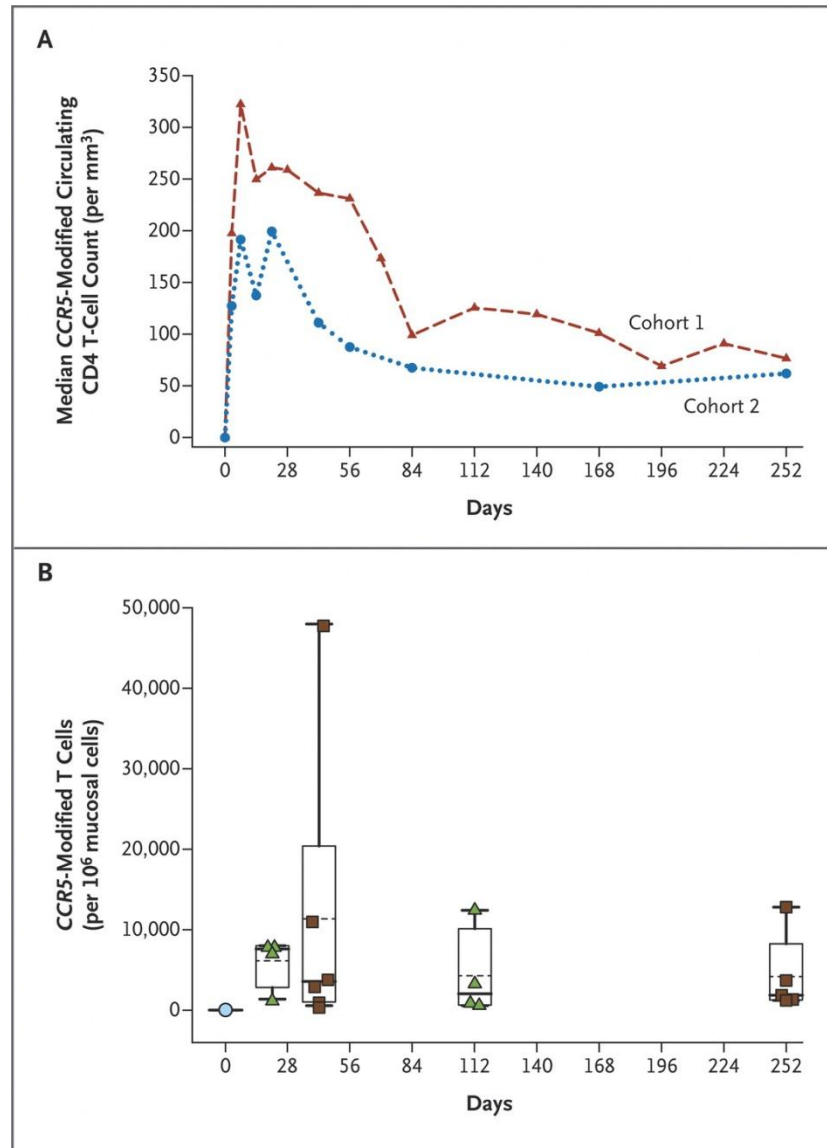 A
Median CCR5-Modified Circulating
CD4 T-Cell Count (per mm³)
350
300
250
200
150
100
50
0
Cohort 1
Cohort 2
0 28 56 84 112 140 168 196 224 252
Days
B
CCR5-Modified T Cells
(per 10⁶ mucosal cells)
50,000
40,000
30,000
20,000
10,000
0
0 28 56 84 112 140 168 196 224 252
Days